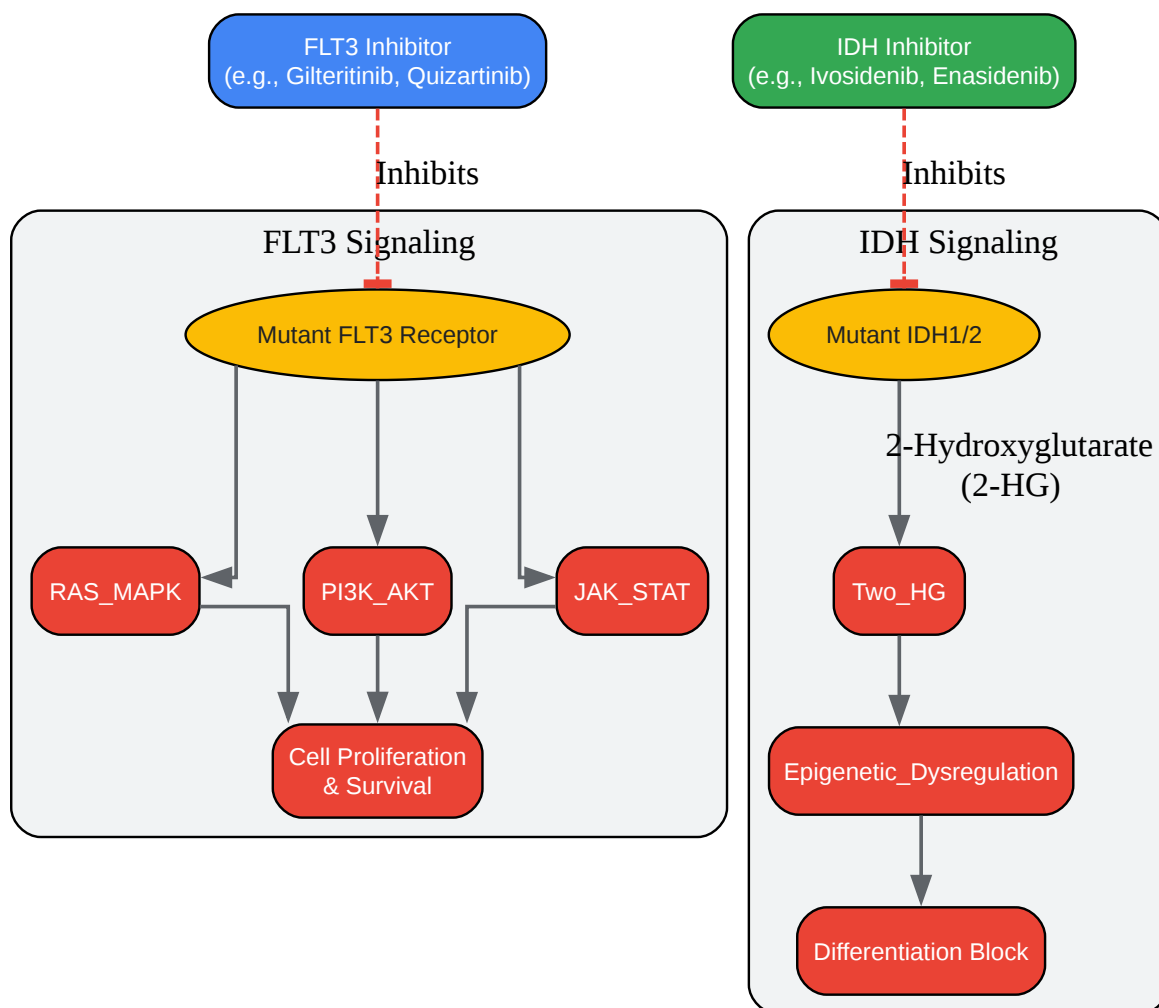 FLT3 Inhibitor
(e.g., Gilteritinib, Quizartinib)
IDH Inhibitor
(e.g., Ivosidenib, Enasidenib)
Inhibits
Inhibits
FLT3 Signaling
IDH Signaling
Mutant FLT3 Receptor
Mutant IDH1/2
2-Hydroxyglutarate
(2-HG)
RAS_MAPK
PI3K_AKT
JAK_STAT
Two_HG
Cell Proliferation
& Survival
Epigenetic_Dysregulation
Differentiation Block